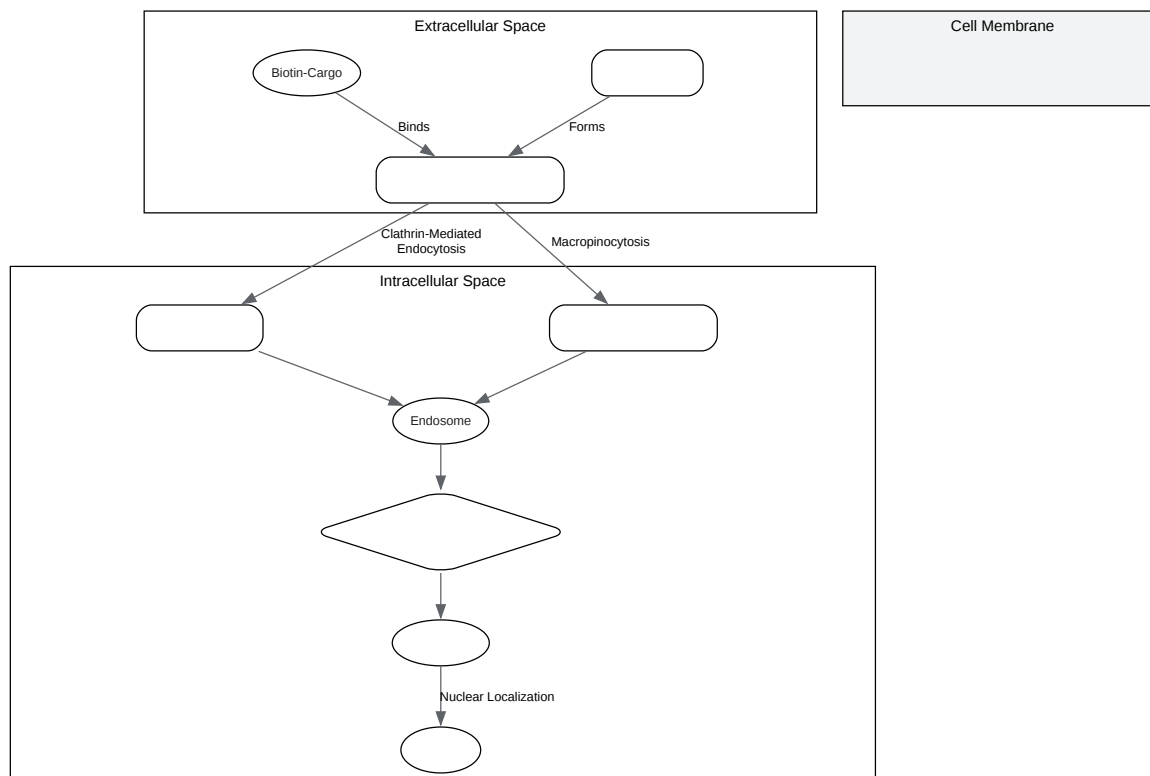 Extracellular Space
Cell Membrane
Biotin-Cargo
Binds
Forms
Clathrin-Mediated
Endocytosis
Macropinocytosis
Intracellular Space
Endosome
Nuclear Localization